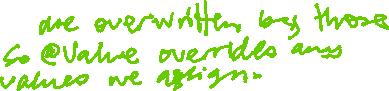 are overwritten by those
So @Value overrides any
values we assign.